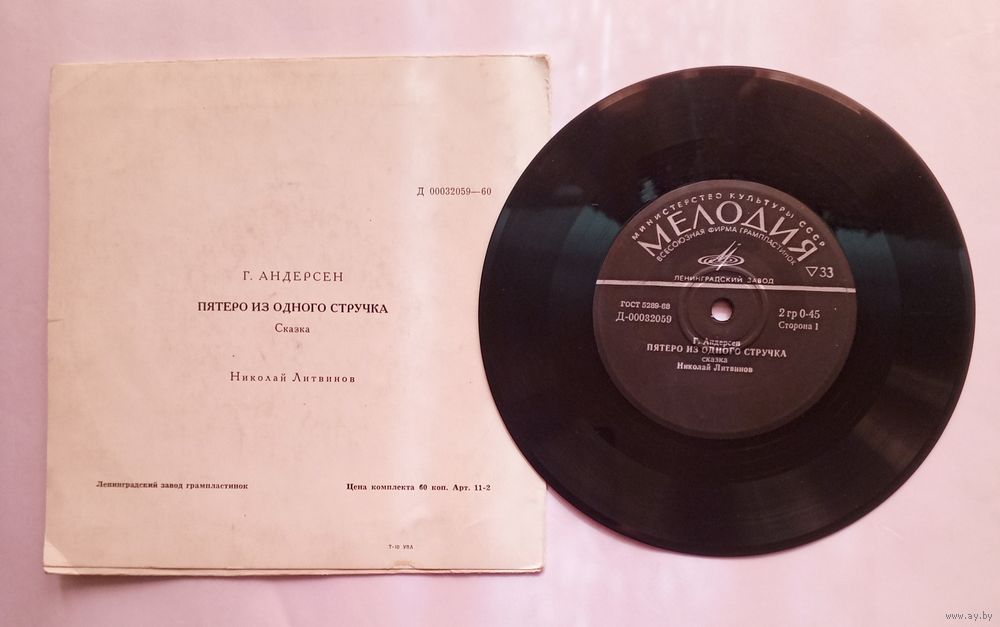 Д 00032059—60
Г. АНДЕРСЕН
ПЯТЕРО ИЗ ОДНОГО СТРУЧКА
Сказка
Николай Литвинов
Ленинградский завод грампластинок
Цена комплекта 60 коп. Арт. 11-2
Т-10 УПЛ
МИНИСТЕРСТВО КУЛЬТУРЫ СССР
МЕЛОДИЯ
ВСЕСОЮЗНАЯ ФИРМА ГРАМПЛАСТИНОК
▽33
ЛЕНИНГРАДСКИЙ ЗАВОД
ГОСТ 5289-68
Д-00032059
2 гр 0-45
Сторона 1
Г. Андерсен
ПЯТЕРО ИЗ ОДНОГО СТРУЧКА
сказка
Николай Литвинов
www.ay.by